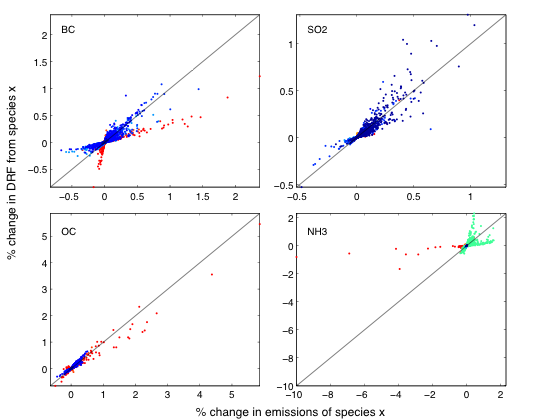 % change in DRF from species x
BC
2
1.5
1
0.5
0
−0.5
−0.5 0 0.5 1 1.5 2
SO2
1
0.5
0
−0.5
−0.5 0 0.5 1
OC
5
4
3
2
1
0
0 1 2 3 4 5
NH3
2
0
−2
−4
−6
−8
−10
−10 −8 −6 −4 −2 0 2
% change in emissions of species x